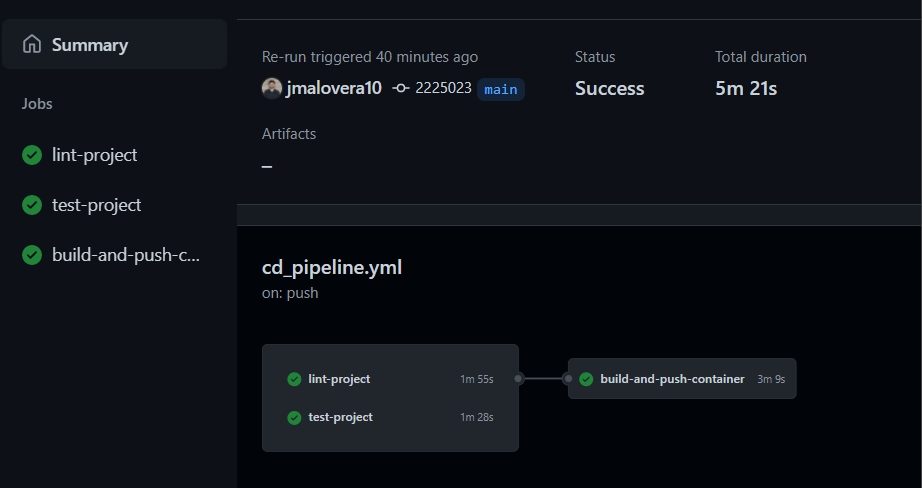 Summary
Jobs
lint-project
test-project
build-and-push-c...
Re-run triggered 40 minutes ago
jmalovera10 2225023 main
Status
Success
Total duration
5m 21s
Artifacts
–
cd_pipeline.yml
on: push
lint-project 1m 55s
test-project 1m 28s
build-and-push-container 3m 9s